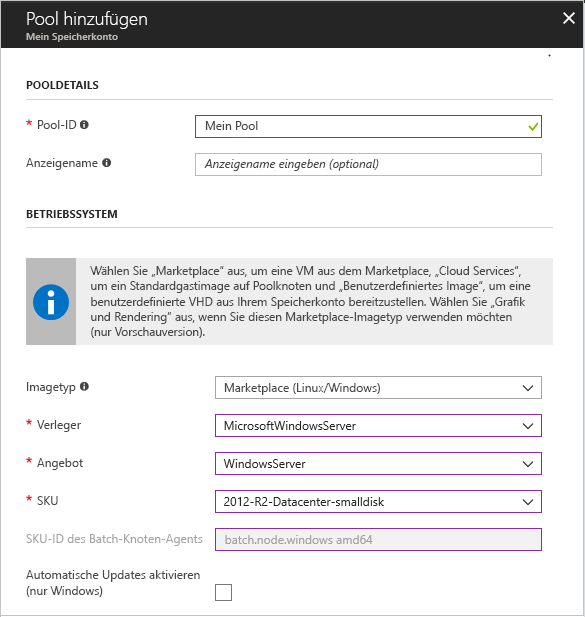 Pool hinzufügen
Mein Speicherkonto
POOLDETAILS
* Pool-ID
Mein Pool
Anzeigename
Anzeigename eingeben (optional)
BETRIEBSSYSTEM
Wählen Sie „Marketplace“ aus, um eine VM aus dem Marketplace, „Cloud Services“,
um ein Standardgastimage auf Poolknoten und „Benutzerdefiniertes Image“, um eine
benutzerdefinierte VHD aus Ihrem Speicherkonto bereitzustellen. Wählen Sie „Grafik
und Rendering“ aus, wenn Sie diesen Marketplace-Imagetyp verwenden möchten
(nur Vorschauversion).
Imagetyp
Marketplace (Linux/Windows)
* Verleger
MicrosoftWindowsServer
* Angebot
WindowsServer
* SKU
2012-R2-Datacenter-smalldisk
SKU-ID des Batch-Knoten-Agents
batch.node.windows amd64
Automatische Updates aktivieren
(nur Windows)